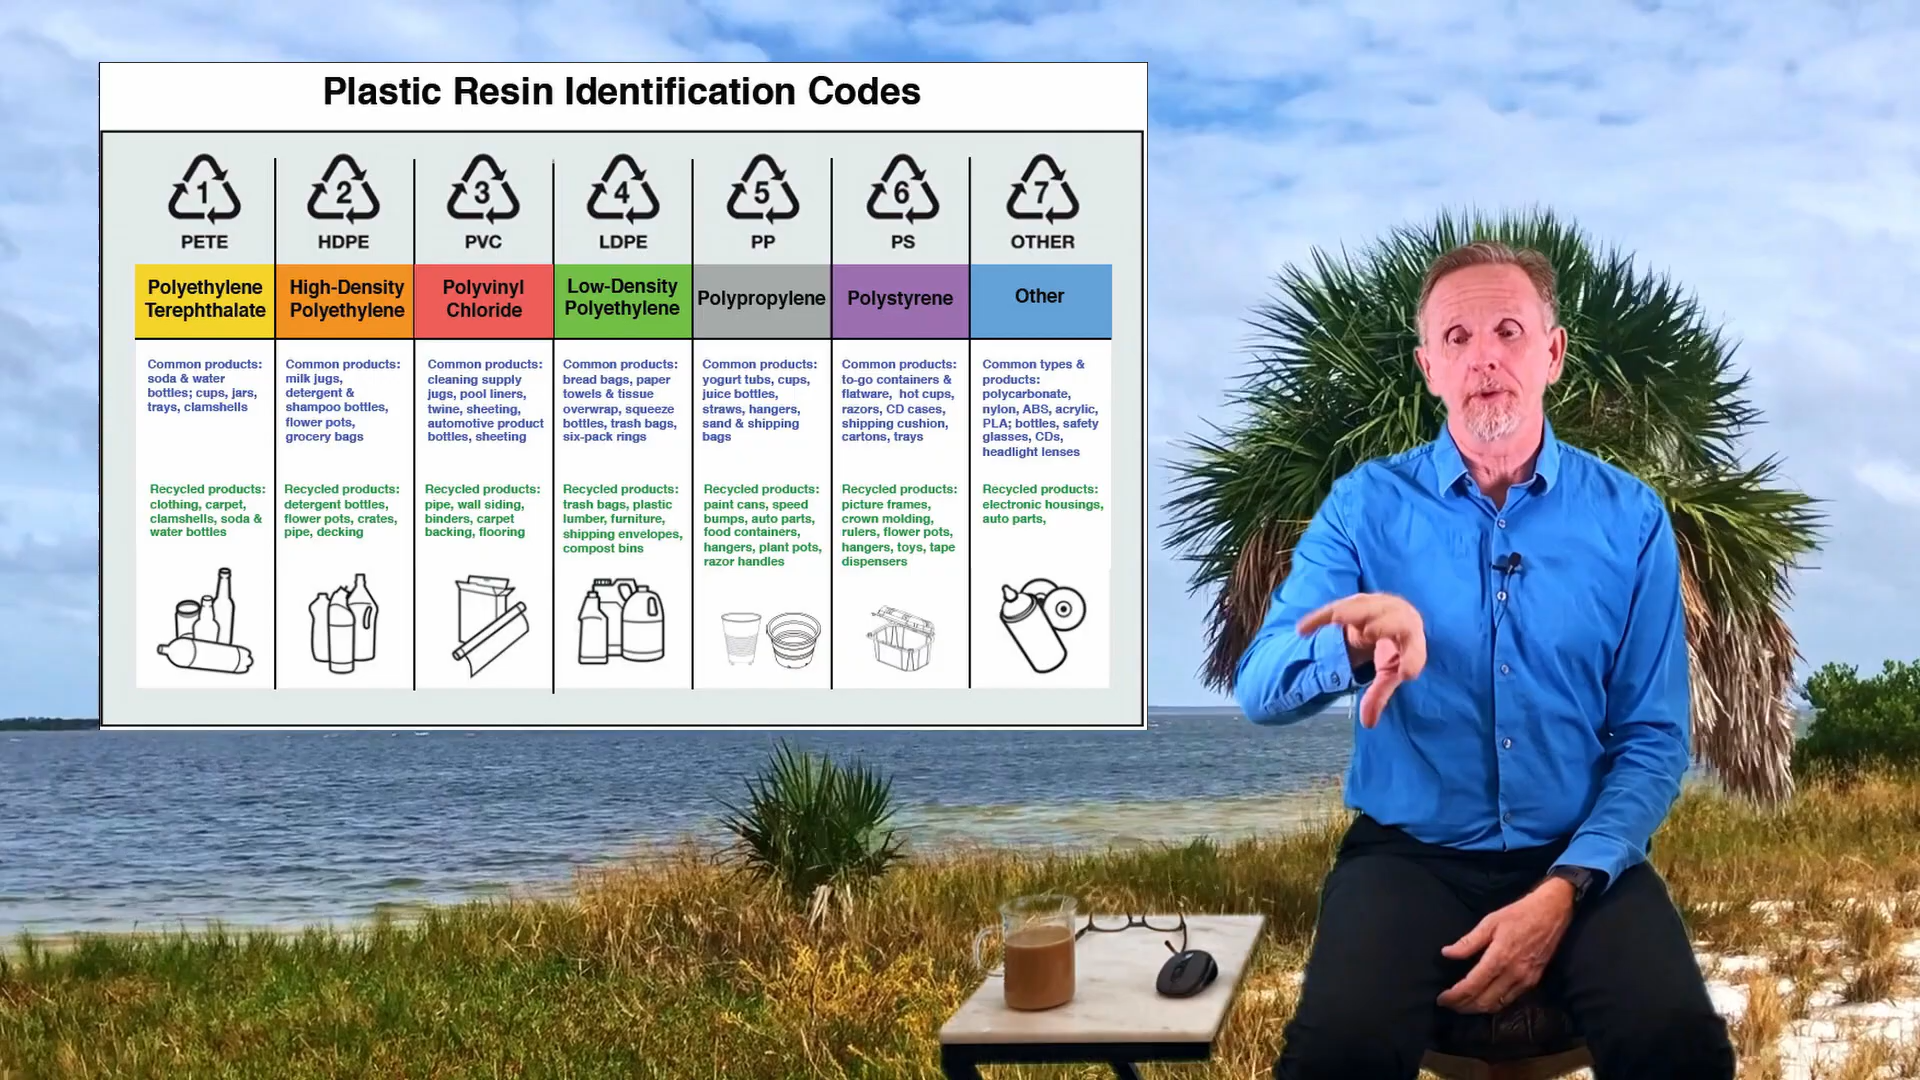 Plastic Resin Identification Codes
1
PETE
Polyethylene
Terephthalate
Common products:
soda & water
bottles; cups, jars,
trays, clamshells
Recycled products:
clothing, carpet,
clamshells, soda &
water bottles
2
HDPE
High-Density
Polyethylene
Common products:
milk jugs,
detergent &
shampoo bottles,
flower pots,
grocery bags
Recycled products:
detergent bottles,
flower pots, crates,
pipe, decking
3
PVC
Polyvinyl
Chloride
Common products:
cleaning supply
jugs, pool liners,
twine, sheeting,
automotive product
bottles, sheeting
Recycled products:
pipe, wall siding,
binders, carpet
backing, flooring
4
LDPE
Low-Density
Polyethylene
Common products:
bread bags, paper
towels & tissue
overwrap, squeeze
bottles, trash bags,
six-pack rings
Recycled products:
trash bags, plastic
lumber, furniture,
shipping envelopes,
compost bins
5
PP
Polypropylene
Common products:
yogurt tubs, cups,
juice bottles,
straws, hangers,
sand & shipping
bags
Recycled products:
paint cans, speed
bumps, auto parts,
food containers,
hangers, plant pots,
razor handles
6
PS
Polystyrene
Common products:
to-go containers &
flatware, hot cups,
razors, CD cases,
shipping cushion,
cartons, trays
Recycled products:
picture frames,
crown molding,
rulers, flower pots,
hangers, toys, tape
dispensers
7
OTHER
Other
Common types &
products:
polycarbonate,
nylon, ABS, acrylic,
PLA; bottles, safety
glasses, CDs,
headlight lenses
Recycled products:
electronic housings,
auto parts,